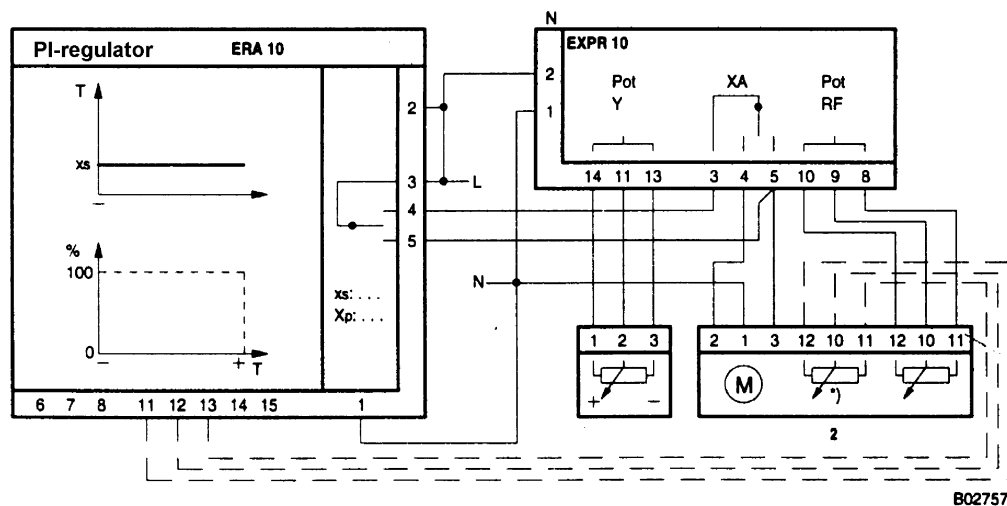 N
PI-regulator ERA 10
EXPR 10
T
xs
−
%
100
0
− + T
xs: . . .
Xp: . . .
2
3 L
4
5
6 7 8 11 12 13 14 15 1
2
1
Pot
Y
XA
Pot
RF
14 11 13 3 4 5 10 9 8
N
1 2 3
+ −
2 1 3 12 10 11 12 10 11
M
*)
2
B02757